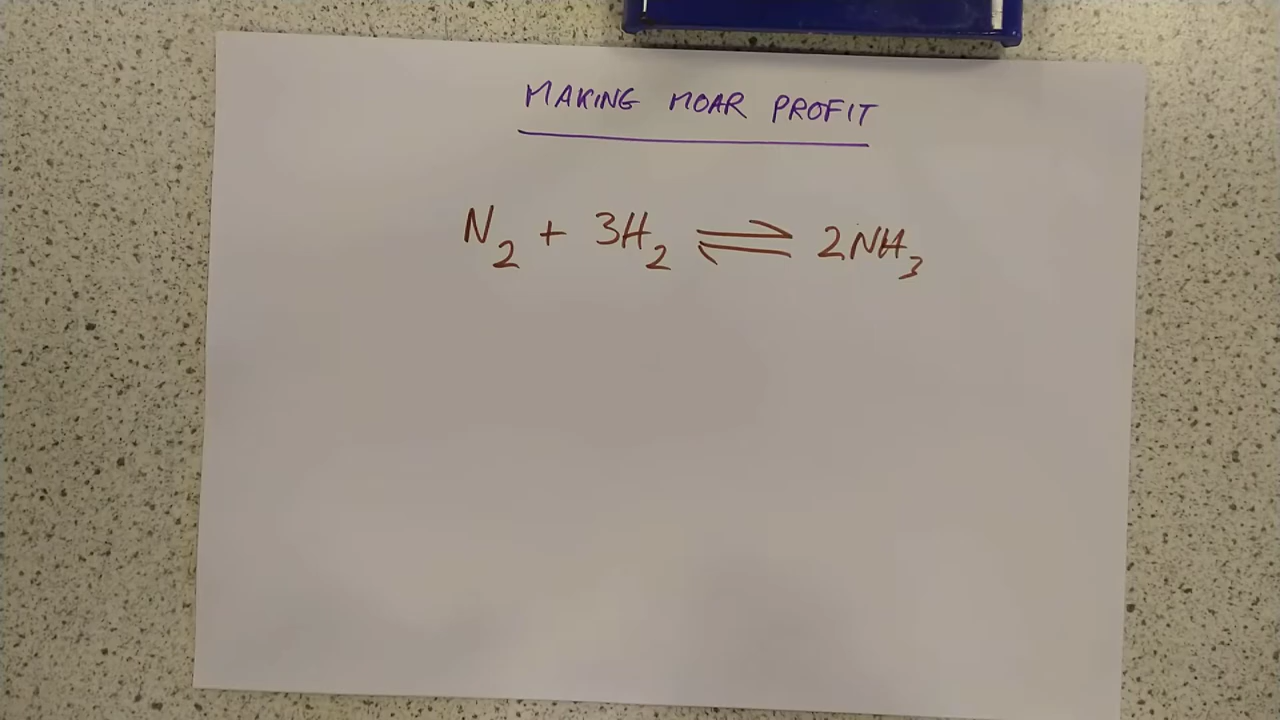 MAKING MOAR PROFIT
N₂ + 3H₂ ⇌ 2NH₃